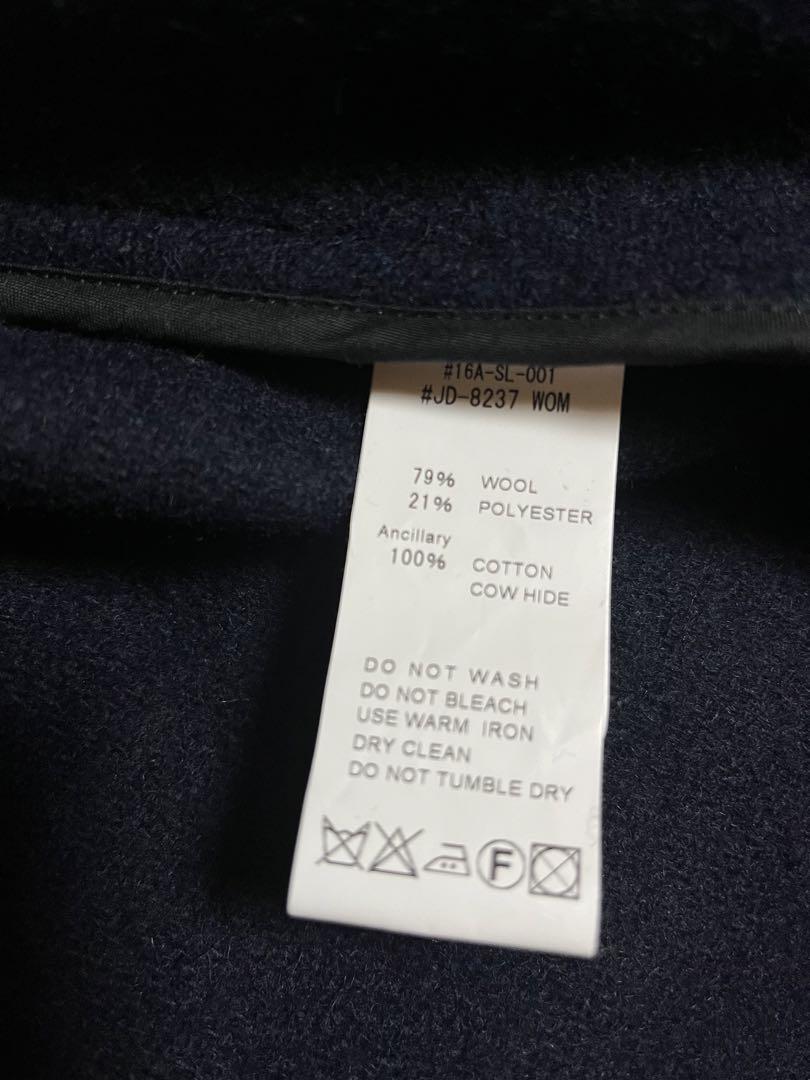 #16A-SL-001
#JD-8237 WOM
79% WOOL
21% POLYESTER
Ancillary
100% COTTON
COW HIDE
DO NOT WASH
DO NOT BLEACH
USE WARM IRON
DRY CLEAN
DO NOT TUMBLE DRY
F